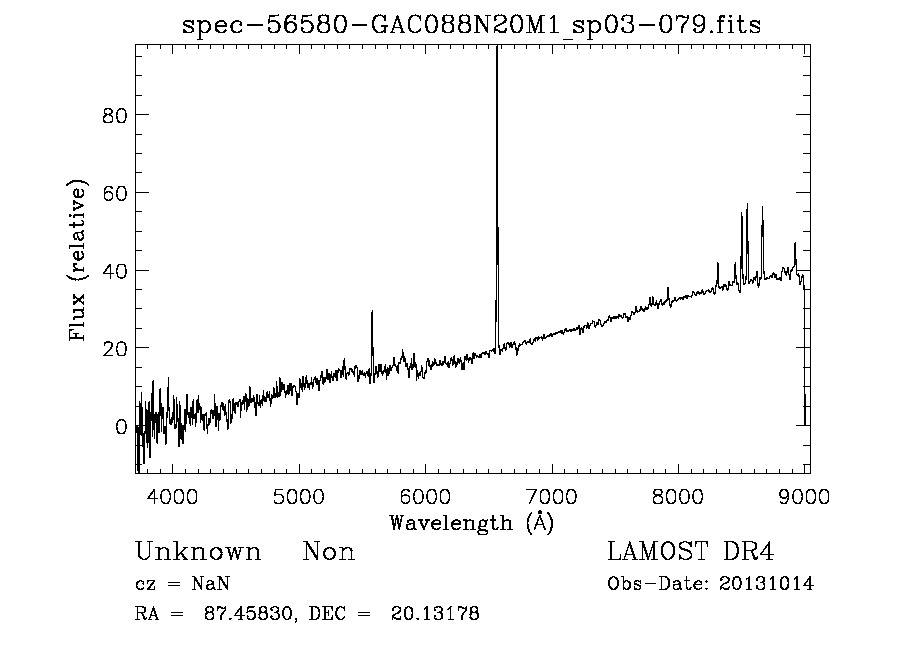 spec-56580-GAC088N20M1_sp03-079.fits
80
60
40
20
0
Flux (relative)
4000 5000 6000 7000 8000 9000
Wavelength (Å)
Unknown Non LAMOST DR4
cz = NaN Obs-Date: 20131014
RA = 87.45830, DEC = 20.13178